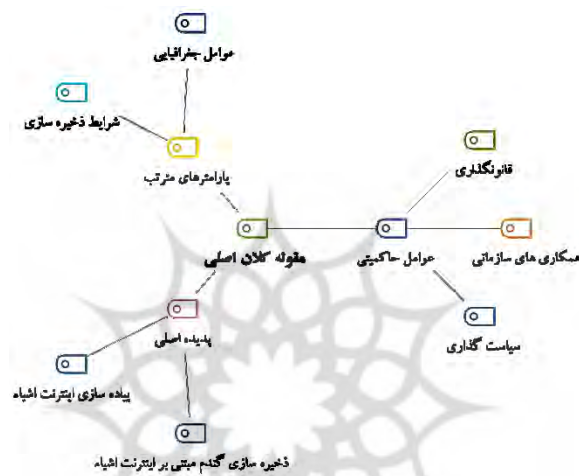 عوامل جغرافیایی
شرایط ذخیره سازی
پارامترهای مترتب
قانونگذاری
مقوله کلان اصلی
عوامل حاکمیتی
همکاری های سازمانی
پدیده اصلی
سیاست گذاری
پیاده سازی اینترنت اشیاء
ذخیره سازی گندم مبتنی بر اینترنت اشیاء